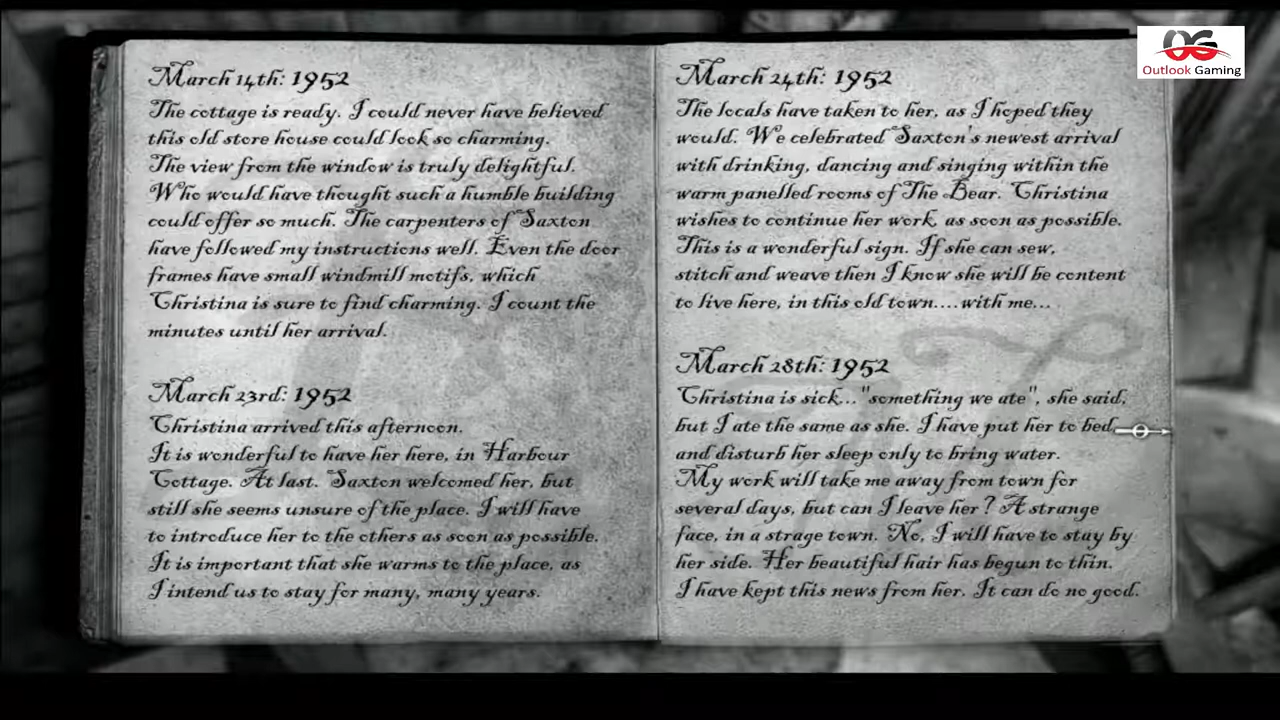 March 14th: 1952
The cottage is ready. I could never have believed
this old store house could look so charming.
The view from the window is truly delightful.
Who would have thought such a humble building
could offer so much. The carpenters of Saxton
have followed my instructions well. Even the door
frames have small windmill motifs, which
Christina is sure to find charming. I count the
minutes until her arrival.
March 23rd: 1952
Christina arrived this afternoon.
It is wonderful to have her here, in Harbour
Cottage. At last. Saxton welcomed her, but
still she seems unsure of the place. I will have
to introduce her to the others as soon as possible.
It is important that she warms to the place, as
I intend us to stay for many, many years.
March 24th: 1952
The locals have taken to her, as I hoped they
would. We celebrated Saxton's newest arrival
with drinking, dancing and singing within the
warm panelled rooms of The Bear. Christina
wishes to continue her work, as soon as possible.
This is a wonderful sign. If she can sew,
stitch and weave then I know she will be content
to live here, in this old town....with me...
March 28th: 1952
Christina is sick..."something we ate", she said,
but I ate the same as she. I have put her to bed
and disturb her sleep only to bring water.
My work will take me away from town for
several days, but can I leave her? A strange
face, in a strage town. No, I will have to stay by
her side. Her beautiful hair has begun to thin.
I have kept this news from her. It can do no good.
OG
Outlook Gaming